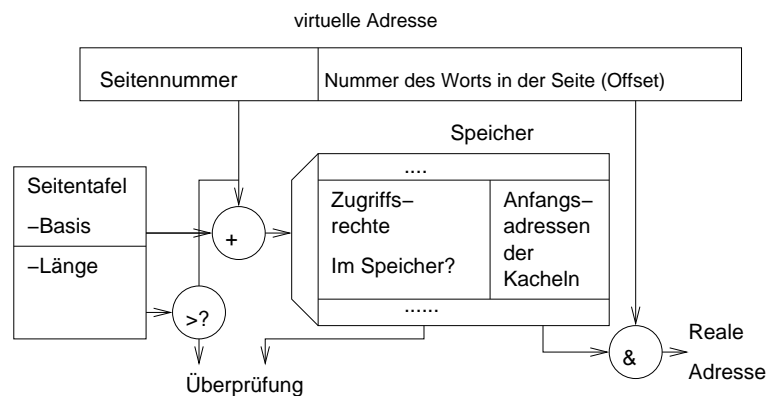 virtuelle Adresse
Seitennummer
Nummer des Worts in der Seite (Offset)
Speicher
....
Seitentafel
−Basis
−Länge
+
>?
Zugriffs−
rechte
Im Speicher?
Anfangs−
adressen
der
Kacheln
......
&
Reale
Adresse
Überprüfung